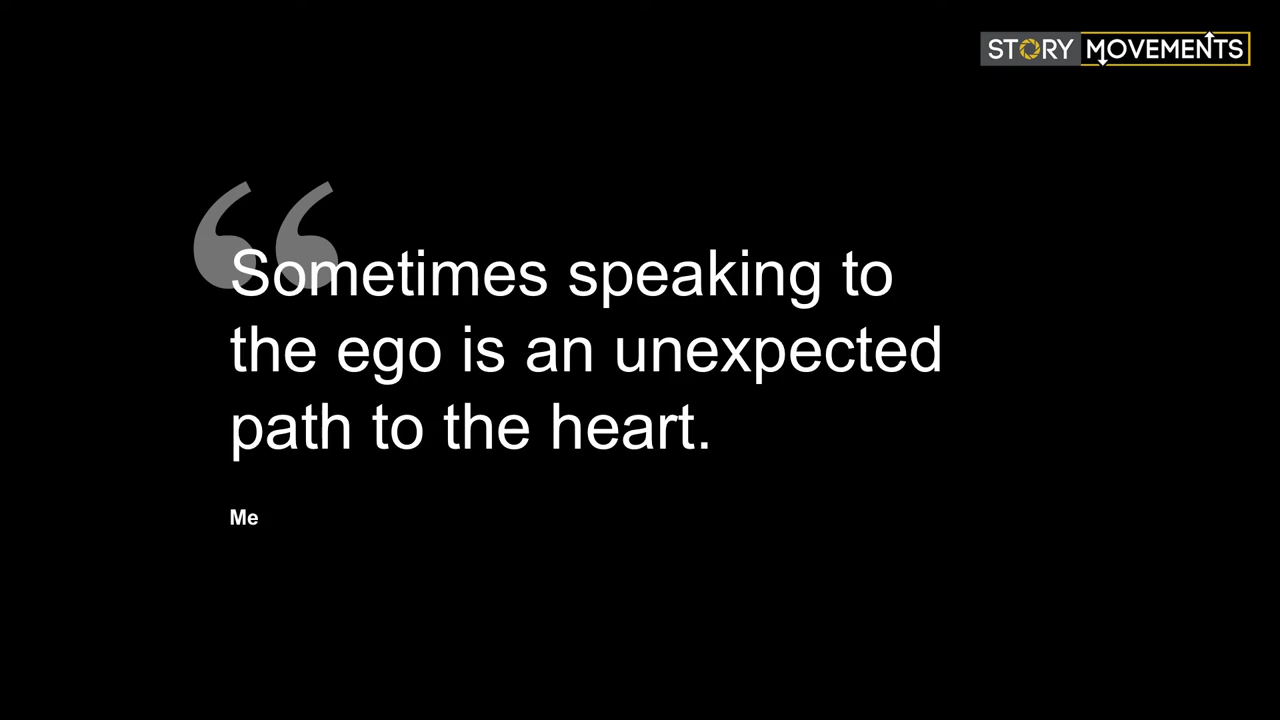 STORY MOVEMENTS
“
Sometimes speaking to
the ego is an unexpected
path to the heart.
Me